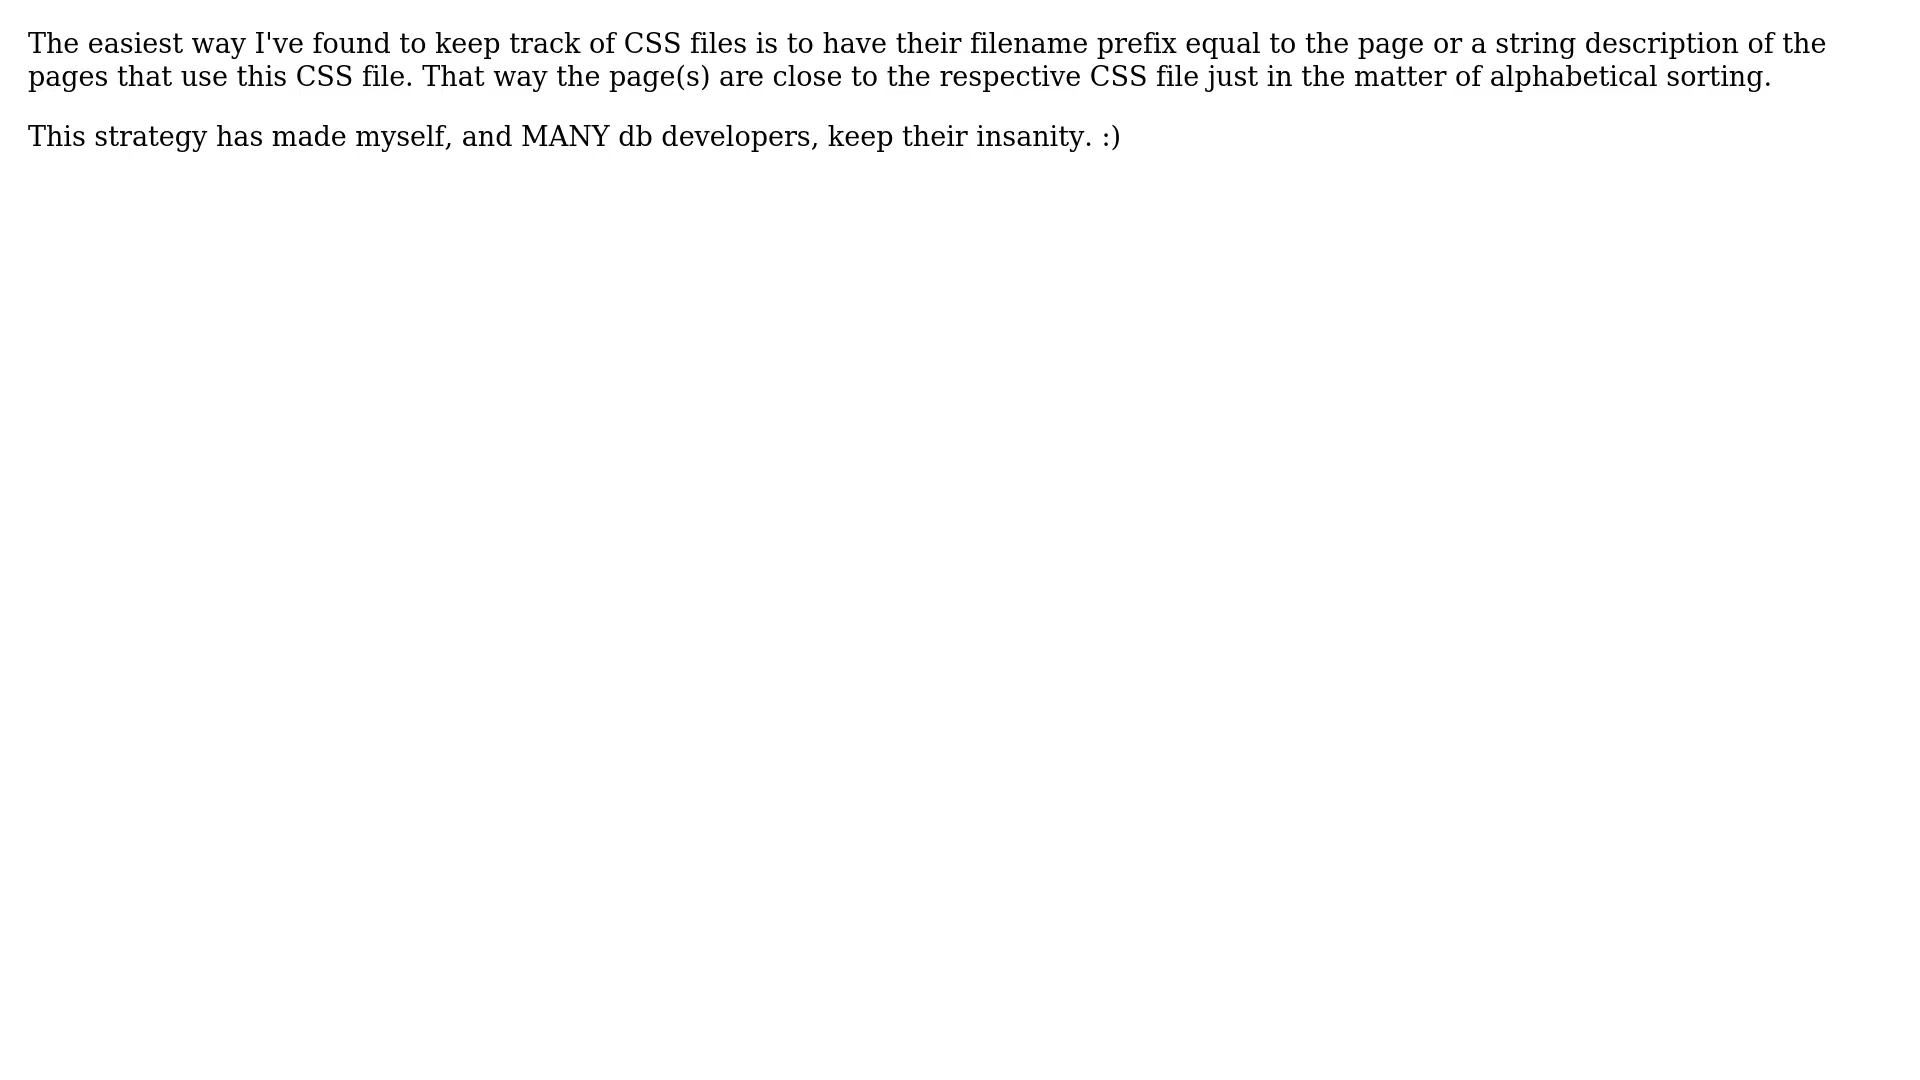 The easiest way I've found to keep track of CSS files is to have their filename prefix equal to the page or a string description of the
pages that use this CSS file. That way the page(s) are close to the respective CSS file just in the matter of alphabetical sorting.
This strategy has made myself, and MANY db developers, keep their insanity. :)